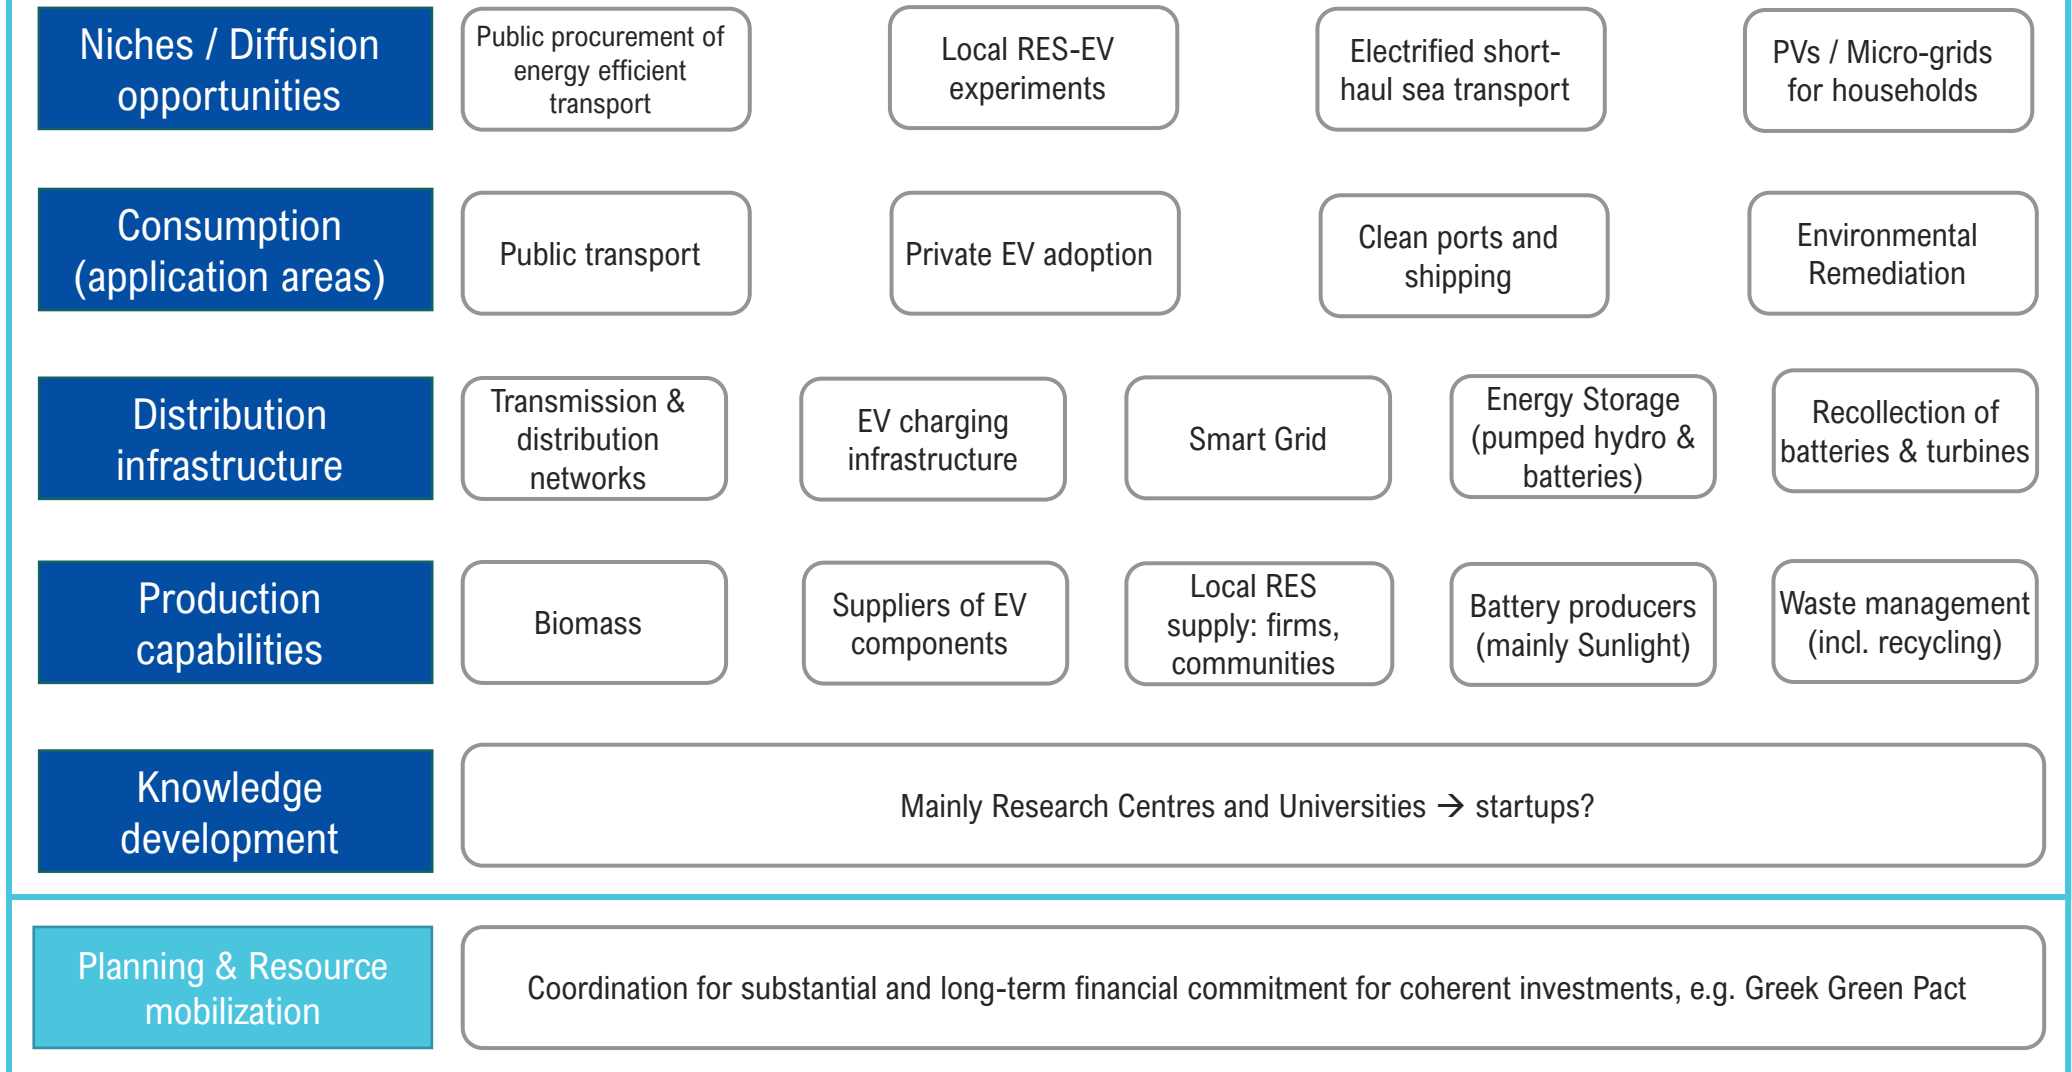 Niches / Diffusion
opportunities
Public procurement of
energy efficient
transport
Local RES-EV
experiments
Electrified short-
haul sea transport
PVs / Micro-grids
for households
Consumption
(application areas)
Public transport
Private EV adoption
Clean ports and
shipping
Environmental
Remediation
Distribution
infrastructure
Transmission &
distribution
networks
EV charging
infrastructure
Smart Grid
Energy Storage
(pumped hydro &
batteries)
Recollection of
batteries & turbines
Production
capabilities
Biomass
Suppliers of EV
components
Local RES
supply: firms,
communities
Battery producers
(mainly Sunlight)
Waste management
(incl. recycling)
Knowledge
development
Mainly Research Centres and Universities → startups?
Planning & Resource
mobilization
Coordination for substantial and long-term financial commitment for coherent investments, e.g. Greek Green Pact